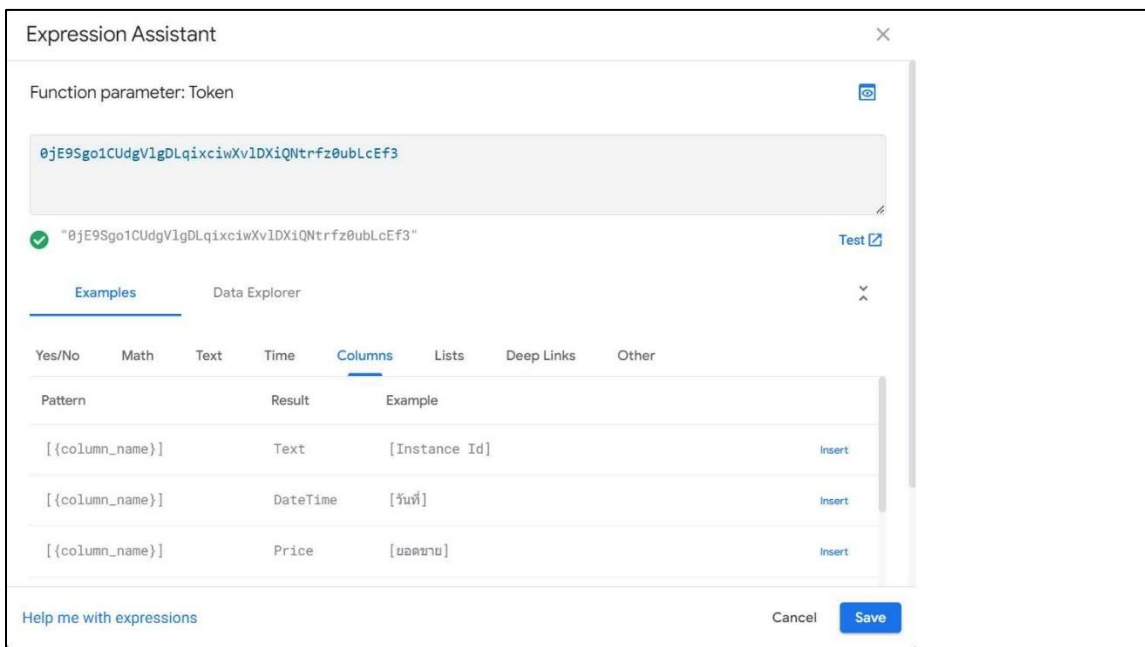 Expression Assistant
Function parameter: Token
0jE9Sgo1CUdgVlgDLqixciwXvlDXiQNtrfz0ubLcEf3
"0jE9Sgo1CUdgVlgDLqixciwXvlDXiQNtrfz0ubLcEf3"
Test
Examples Data Explorer
Yes/No Math Text Time Columns Lists Deep Links Other
Pattern Result Example
[{column_name}] Text [Instance Id] Insert
[{column_name}] DateTime [วันที่] Insert
[{column_name}] Price [ยอดขาย] Insert
Help me with expressions Cancel Save